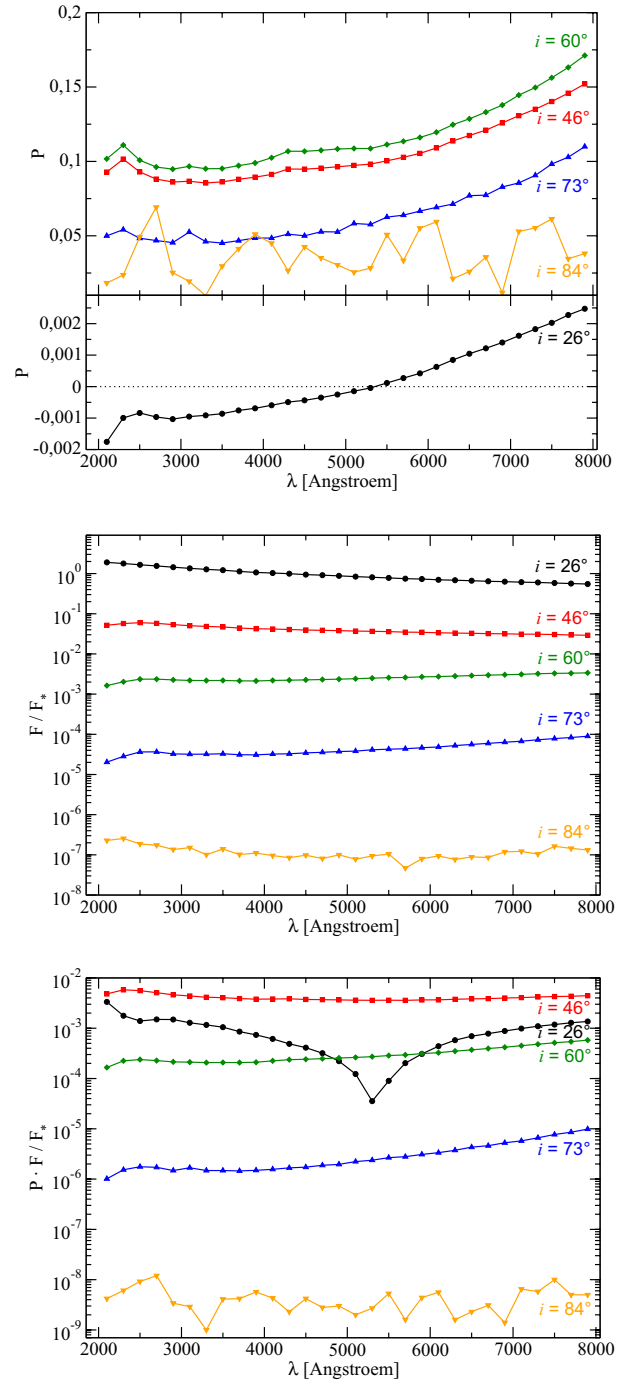 0,2
i = 60°
0,15
i = 46°
P
0,1
i = 73°
0,05
i = 84°
0,002
0,001
i = 26°
P
0
-0,001
-0,002
2000 3000 4000 5000 6000 7000 8000
λ [Angstroem]
i = 26°
10^0
10^-1
i = 46°
10^-2
i = 60°
F / F_*
10^-3
i = 73°
10^-4
10^-5
10^-6
i = 84°
10^-7
10^-8
2000 3000 4000 5000 6000 7000 8000
λ [Angstroem]
10^-2
i = 46°
10^-3
i = 26°
i = 60°
10^-4
P · F / F_*
10^-5
i = 73°
10^-6
10^-7
10^-8
i = 84°
10^-9
2000 3000 4000 5000 6000 7000 8000
λ [Angstroem]